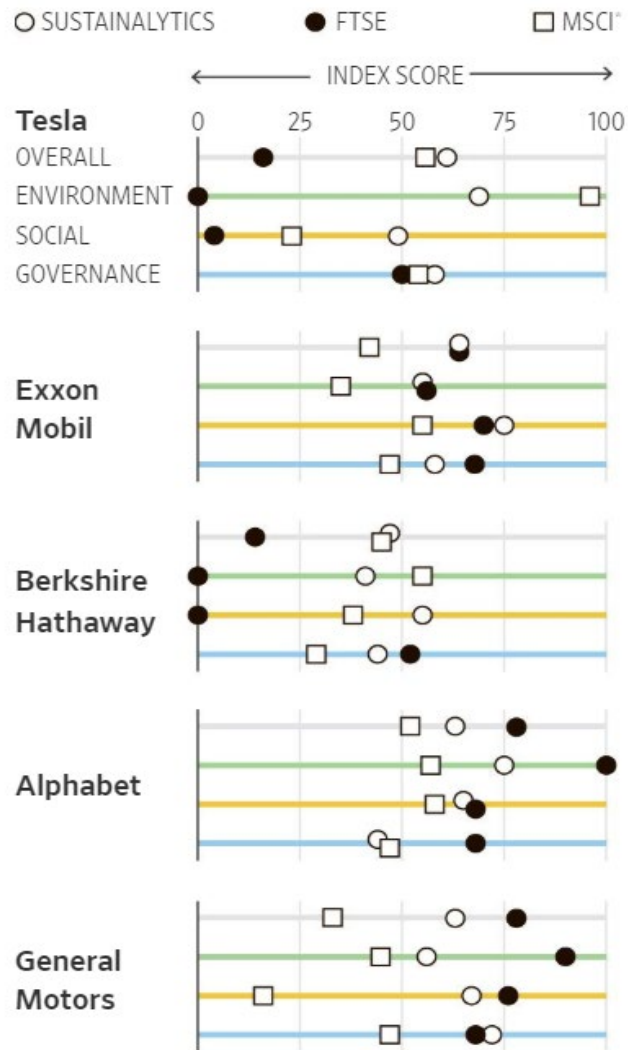 SUSTAINALYTICS FTSE MSCI*
INDEX SCORE
Tesla 0 25 50 75 100
OVERALL
ENVIRONMENT
SOCIAL
GOVERNANCE
Exxon
Mobil
Berkshire
Hathaway
Alphabet
General
Motors